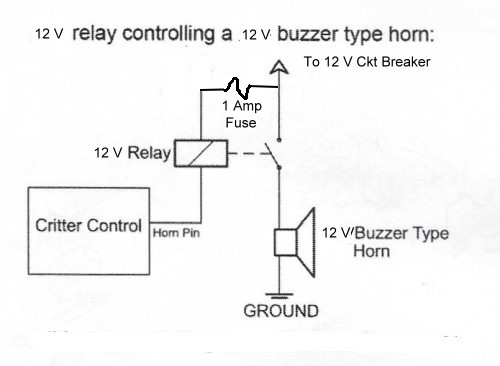 12 V relay controlling a 12 V buzzer type horn:
To 12 V Ckt Breaker
1 Amp
Fuse
12 V Relay
Critter Control
Horn Pin
12 V Buzzer Type
Horn
GROUND